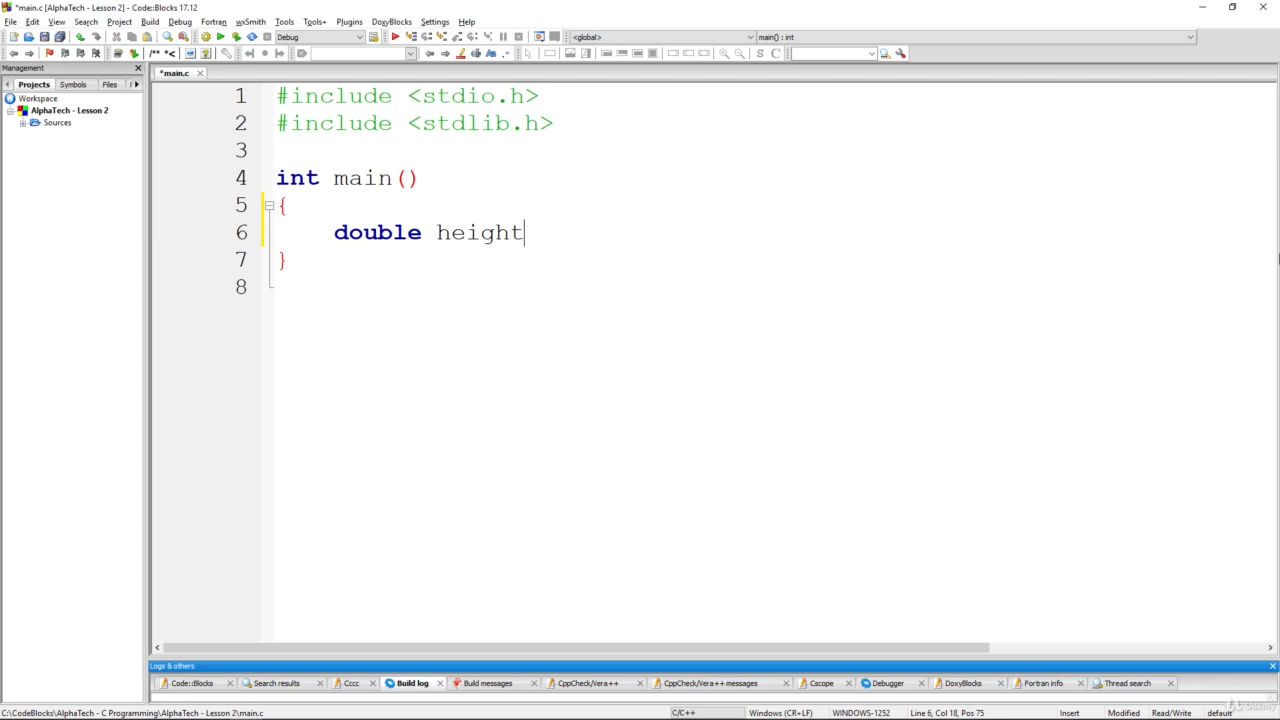 *main.c [AlphaTech - Lesson 2] - Code::Blocks 17.12
File Edit View Search Project Build Debug Fortran wxSmith Tools Tools+ Plugins DoxyBlocks Settings Help
Debug <global> main() : int
/** *<
Management
Projects Symbols Files
*main.c
Workspace
AlphaTech - Lesson 2
Sources
1 #include <stdio.h>
2 #include <stdlib.h>
3
4 int main()
5 {
6 double height
7 }
8
Logs & others
Code::Blocks Search results Cccc Build log Build messages CppCheck/Vera++ CppCheck/Vera++ messages Cscope Debugger DoxyBlocks Fortran info Thread search
C:\CodeBlocks\AlphaTech - C Programming\AlphaTech - Lesson 2\main.c C/C++ Windows (CR+LF) WINDOWS-1252 Line 6, Col 18, Pos 75 Insert Modified Read/Write default
Udemy